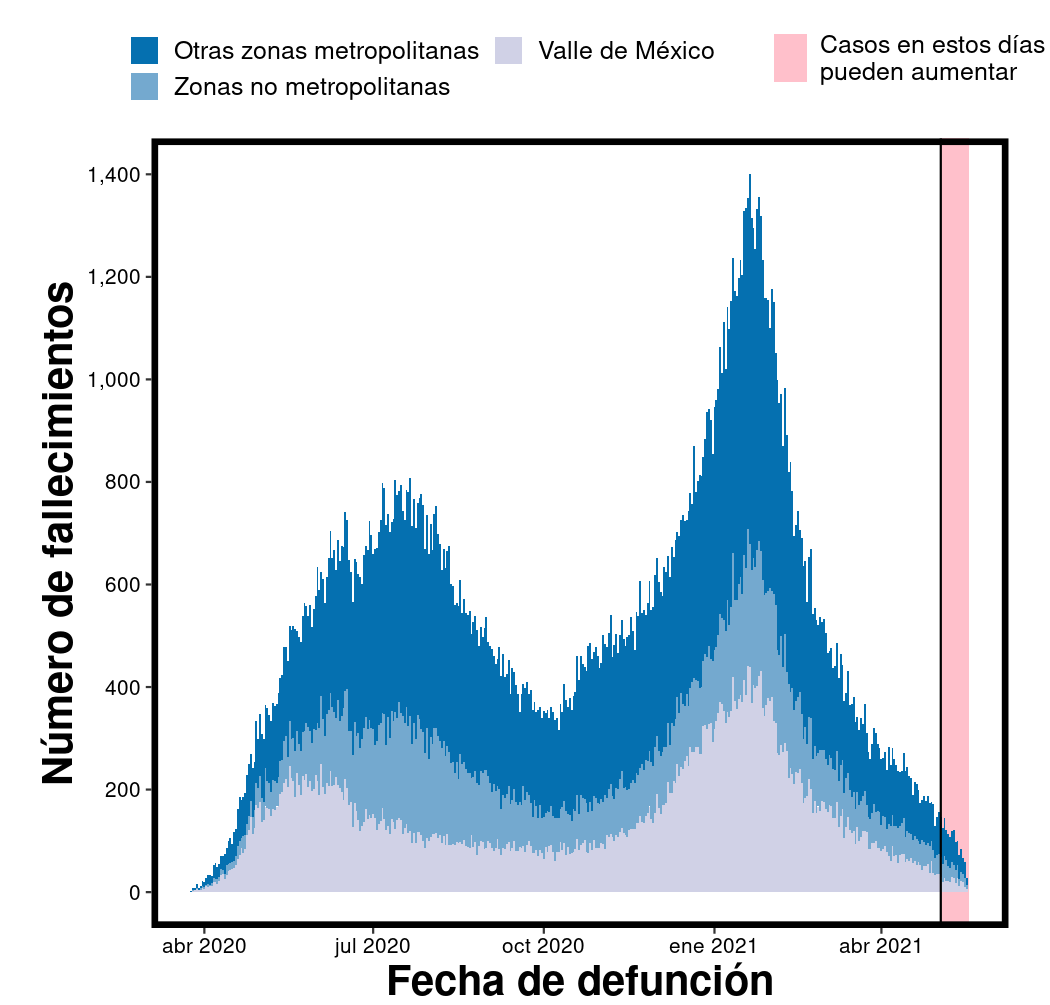 Otras zonas metropolitanas
Zonas no metropolitanas
Valle de México
Casos en estos días
pueden aumentar
Número de fallecimientos
1,400
1,200
1,000
800
600
400
200
0
abr 2020
jul 2020
oct 2020
ene 2021
abr 2021
Fecha de defunción